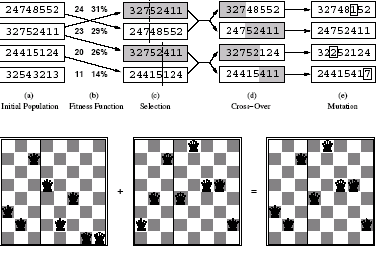 24748552 24 31% 32752411 32748552 32748152
32752411 23 29% 24748552 24752411 24752411
24415124 20 26% 32752411 32752124 32252124
32543213 11 14% 24415124 24415411 24415417
(a) (b) (c) (d) (e)
Initial Population Fitness Function Selection Cross-Over Mutation
+ =